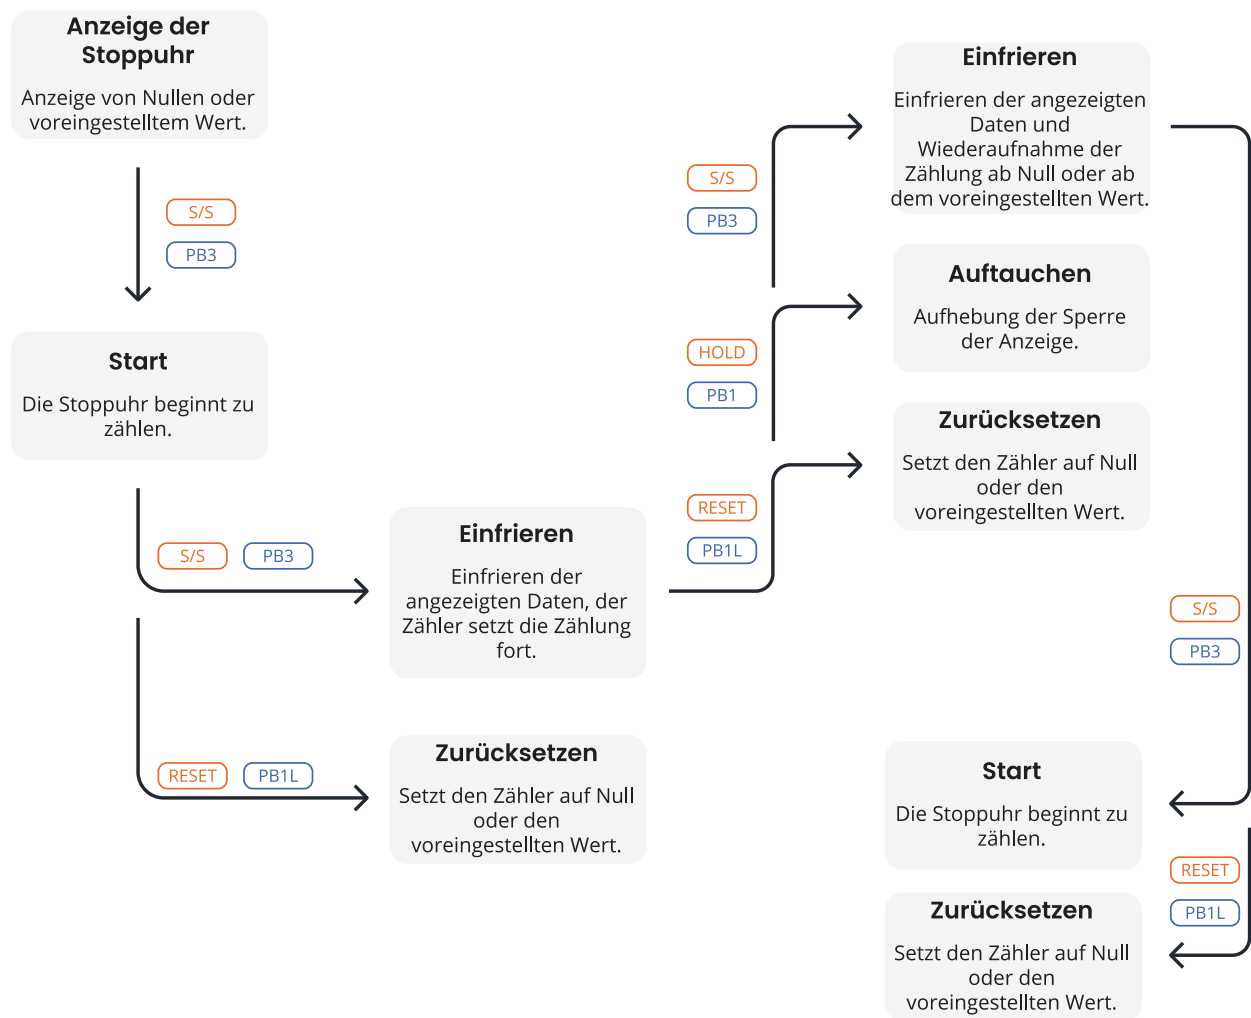 Anzeige der
Stoppuhr
Anzeige von Nullen oder
voreingestelltem Wert.
S/S
PB3
Start
Die Stoppuhr beginnt zu
zählen.
S/S PB3
RESET PB1L
Einfrieren
Einfrieren der
angezeigten Daten, der
Zähler setzt die Zählung
fort.
Zurücksetzen
Setzt den Zähler auf Null
oder den
voreingestellten Wert.
S/S
PB3
HOLD
PB1
RESET
PB1L
Einfrieren
Einfrieren der angezeigten
Daten und
Wiederaufnahme der
Zählung ab Null oder ab
dem voreingestellten Wert.
Auftauchen
Aufhebung der Sperre
der Anzeige.
Zurücksetzen
Setzt den Zähler auf Null
oder den
voreingestellten Wert.
S/S
PB3
Start
Die Stoppuhr beginnt zu
zählen.
RESET
PB1L
Zurücksetzen
Setzt den Zähler auf Null
oder den
voreingestellten Wert.